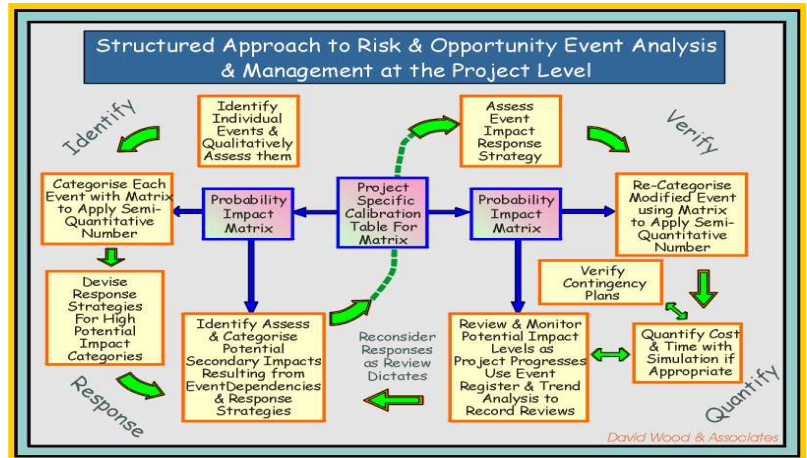 Structured Approach to Risk & Opportunity Event Analysis
& Management at the Project Level
Identify
Identify
Individual
Events &
Qualitatively
Assess them
Assess
Event
Impact
Response
Strategy
Verify
Categorise Each
Event with Matrix
to Apply Semi-
Quantitative
Number
Probability
Impact
Matrix
Project
Specific
Calibration
Table For
Matrix
Probability
Impact
Matrix
Re-Categorise
Modified Event
using Matrix
to Apply Semi-
Quantitative
Number
Verify
Contingency
Plans
Devise
Response
Strategies
For High
Potential
Impact
Categories
Identify Assess
& Categorise
Potential
Secondary Impacts
Resulting from
EventDependencies
& Response
Strategies
Reconsider
Responses
as Review
Dictates
Review & Monitor
Potential Impact
Levels as
Project Progresses
Use Event
Register & Trend
Analysis to
Record Reviews
Quantify Cost
& Time with
Simulation if
Appropriate
Response
Quantify
David Wood & Associates